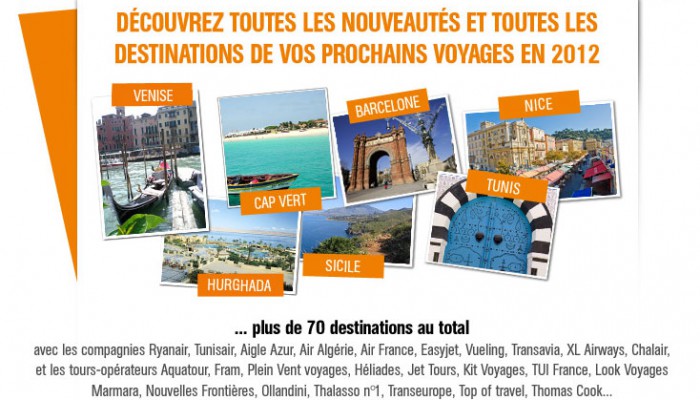 DÉCOUVREZ TOUTES LES NOUVEAUTÉS ET TOUTES LES
DESTINATIONS DE VOS PROCHAINS VOYAGES EN 2012
VENISE
BARCELONE
NICE
CAP VERT
TUNIS
SICILE
HURGHADA
... plus de 70 destinations au total
avec les compagnies Ryanair, Tunisair, Aigle Azur, Air Algérie, Air France, Easyjet, Vueling, Transavia, XL Airways, Chalair,
et les tours-opérateurs Aquatour, Fram, Plein Vent voyages, Héliades, Jet Tours, Kit Voyages, TUI France, Look Voyages
Marmara, Nouvelles Frontières, Ollandini, Thalasso n°1, Transeurope, Top of travel, Thomas Cook...